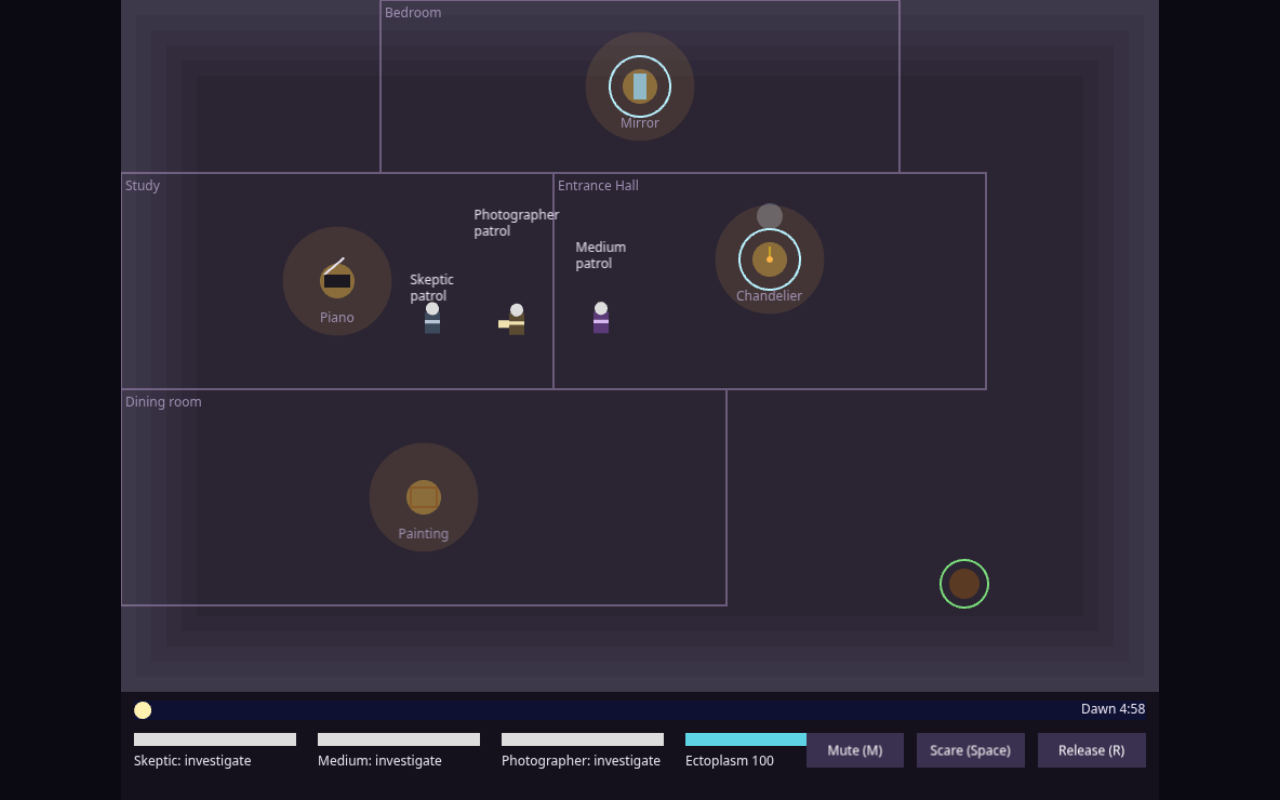 Bedroom
Mirror
Study
Entrance Hall
Photographer
patrol
Medium
patrol
Skeptic
patrol
Chandelier
Piano
Dining room
Painting
Dawn 4:58
Skeptic: investigate
Medium: investigate
Photographer: investigate
Ectoplasm 100
Mute (M)
Scare (Space)
Release (R)